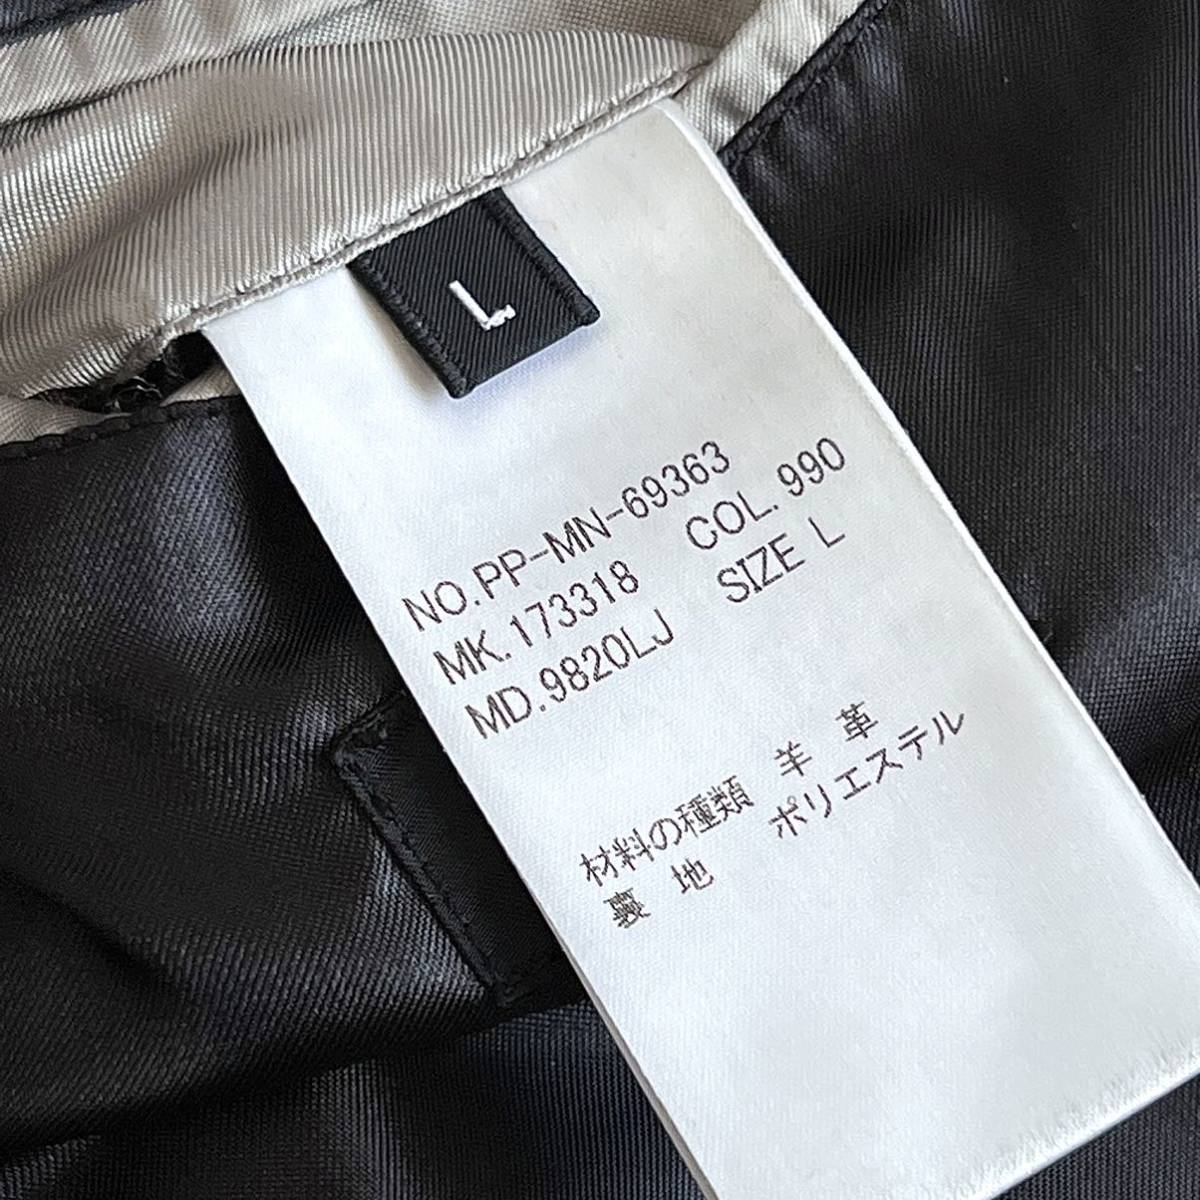 L
NO.PP-MN-69363
MK.173318 COL.990
MD.9820LJ SIZE L
材料の種類 羊 革
裏 地 ポリエステル